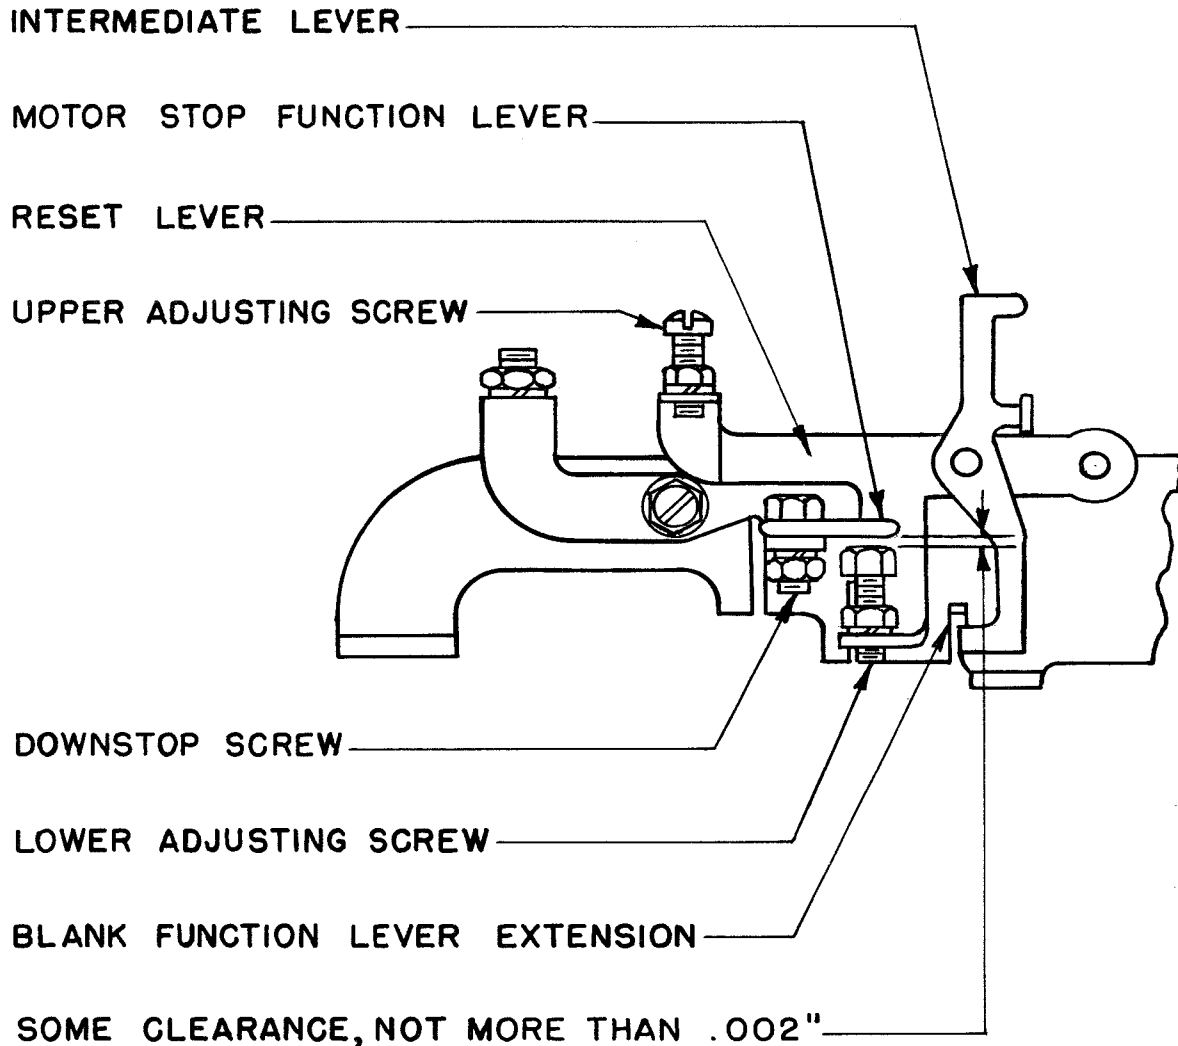 INTERMEDIATE LEVER
MOTOR STOP FUNCTION LEVER
RESET LEVER
UPPER ADJUSTING SCREW
DOWNSTOP SCREW
LOWER ADJUSTING SCREW
BLANK FUNCTION LEVER EXTENSION
SOME CLEARANCE, NOT MORE THAN .002"